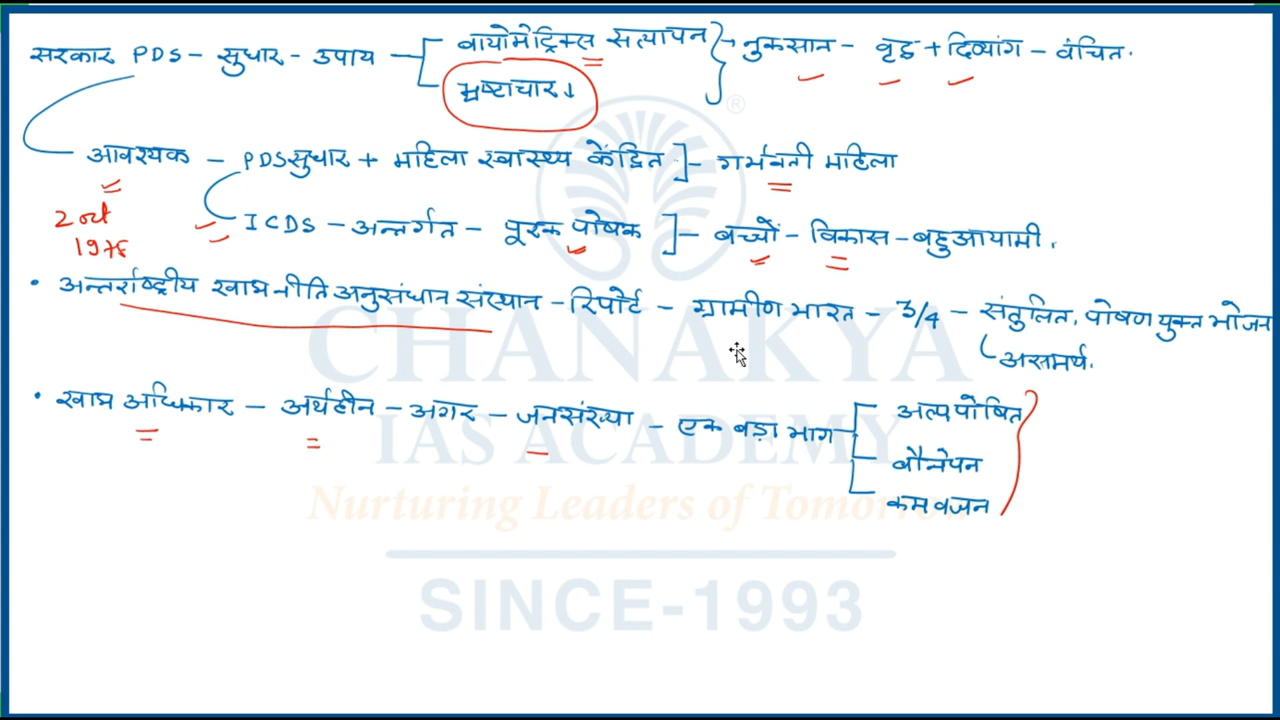 सरकार PDS - सुधार - उपाय - बायोमेट्रिक्स सत्यापन → नुकसान - वृद्ध + दिव्यांग - वंचित.
भ्रष्टाचार ↓
®
आवश्यक - PDS सुधार + महिला स्वास्थ्य केंद्रित ] - गर्भवती महिला
2 oct
1975
ICDS - अन्तर्गत - पूरक पोषक ] - बच्चों - विकास - बहुआयामी.
• अन्तर्राष्ट्रीय खाद्य नीति अनुसंधान संस्थान - रिपोर्ट - ग्रामीण भारत - 3/4 - संतुलित, पोषण युक्त भोजन
असमर्थ.
• खाद्य अधिकार - अर्थहीन - अगर - जनसंख्या - एक बड़ा भाग
अल्पपोषित
बौनेपन
कम वजन
CHANAKYA
IAS ACADEMY
Nurturing Leaders of Tomorrow
SINCE-1993